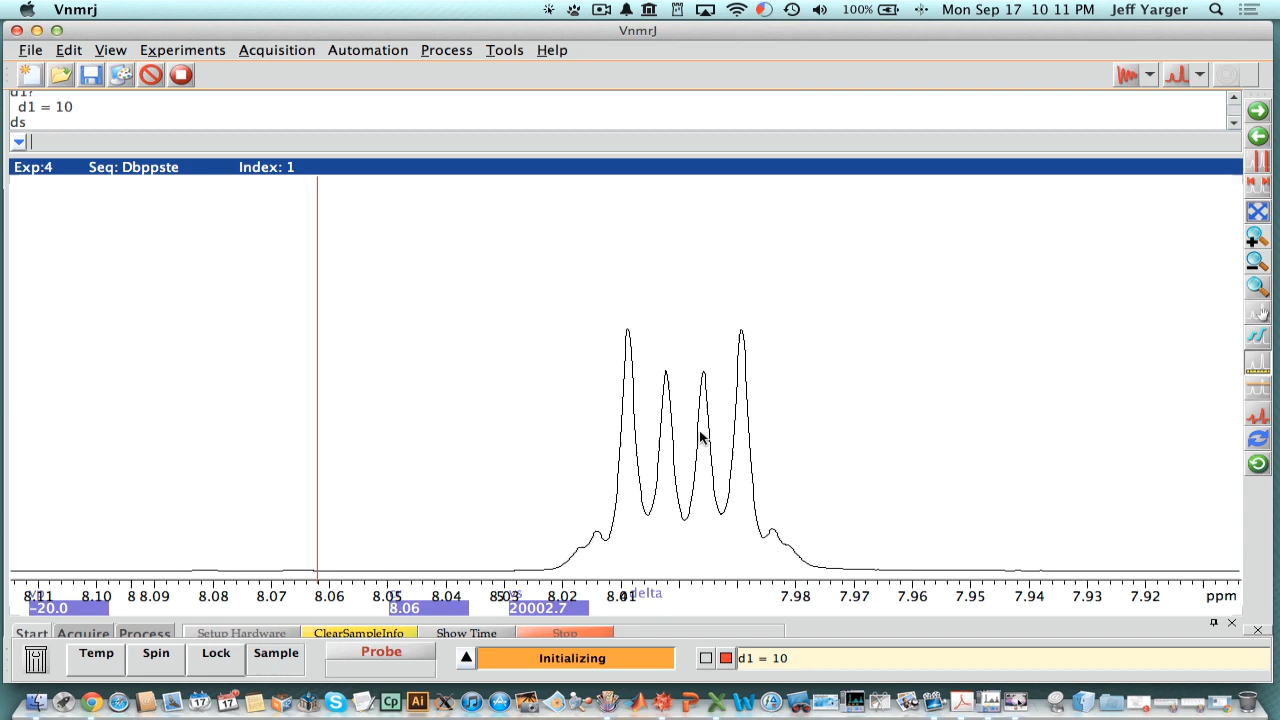 Vnmrj 100% Mon Sep 17 10 11 PM Jeff Yarger
VnmrJ
File Edit View Experiments Acquisition Automation Process Tools Help
d1?
d1 = 10
ds
Exp:4 Seq: Dbppste Index: 1
8.11 8.10 8.09 8.08 8.07 8.06 8.05 8.04 8.02 7.98 7.97 7.96 7.95 7.94 7.93 7.92 ppm
delta
-20.0 8.06 20002.7
Start Acquire Process Setup Hardware ClearSampleInfo Show Time Stop
Temp Spin Lock Sample Probe Initializing d1 = 10